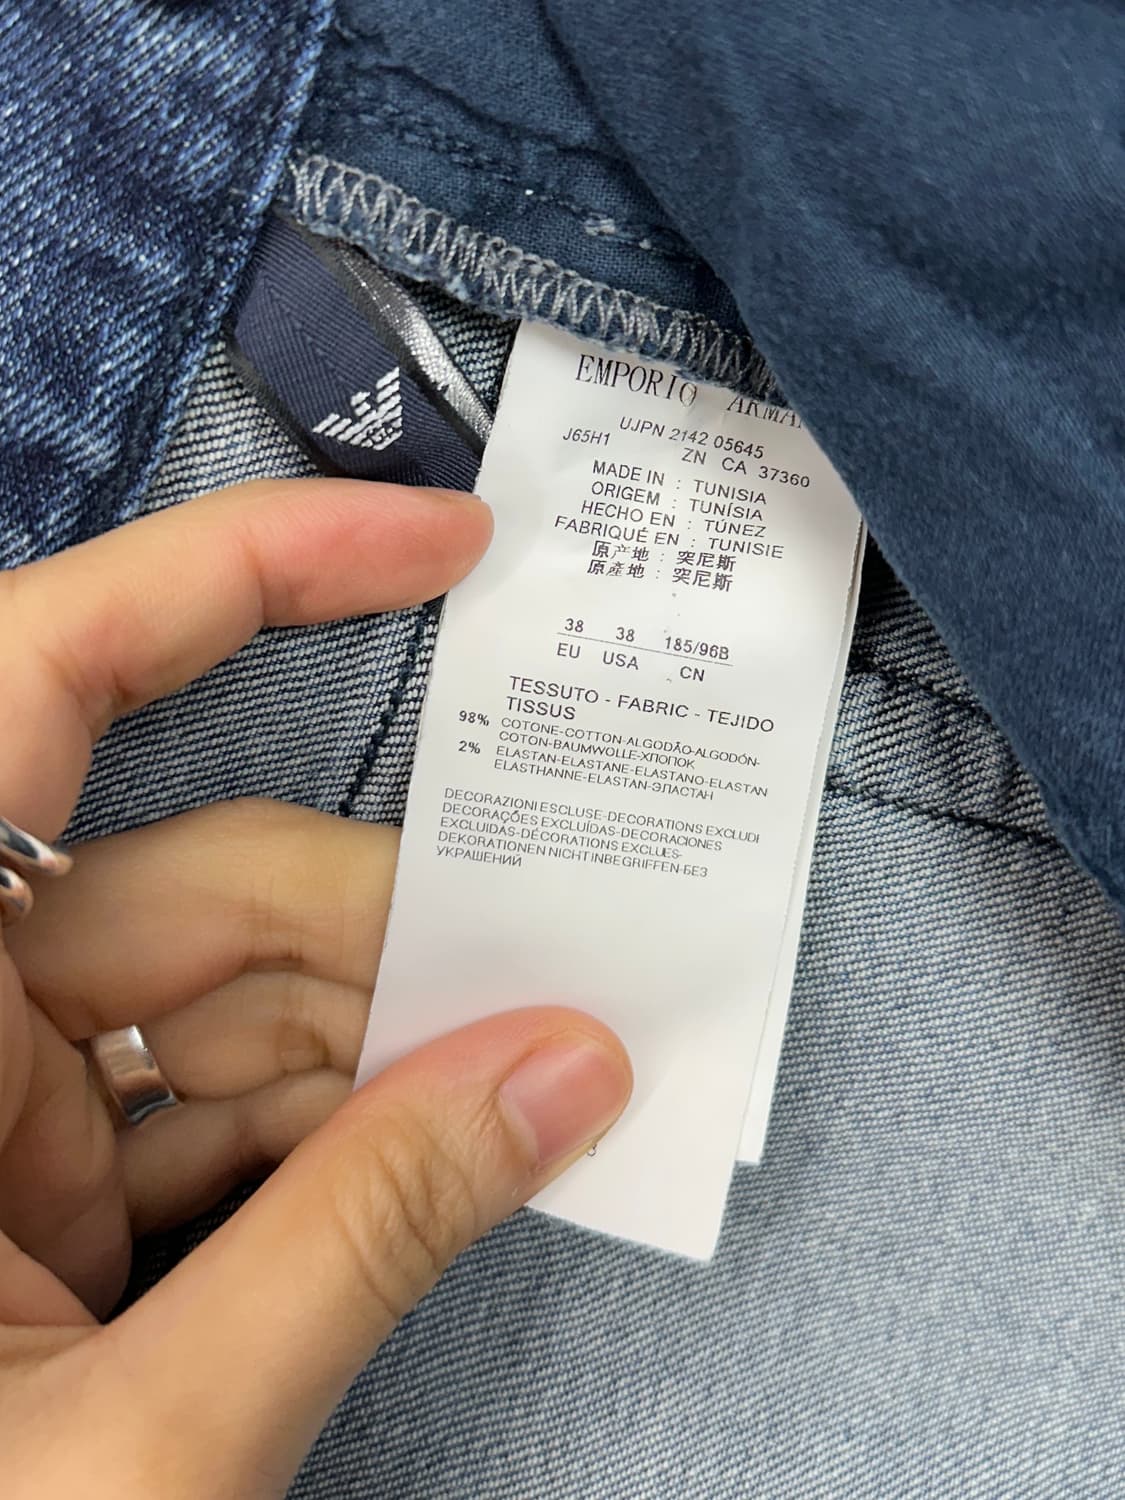 EMPORIO ARMA
UJPN 2142 05645
J65H1 ZN CA 37360
MADE IN : TUNISIA
ORIGEM : TUNÍSIA
HECHO EN : TÚNEZ
FABRIQUÉ EN : TUNISIE
原产地 : 突尼斯
原產地 : 突尼斯
38 38 185/96B
EU USA CN
TESSUTO - FABRIC - TEJIDO
TISSUS
98% COTONE-COTTON-ALGODÃO-ALGODÓN-
COTON-BAUMWOLLE-ХЛОПОК
2% ELASTAN-ELASTANE-ELASTANO-ELASTAN
ELASTHANNE-ELASTAN-ЭЛАСТАН
DECORAZIONI ESCLUSE-DECORATIONS EXCLUDI
DECORAÇÕES EXCLUÍDAS-DECORACIONES
EXCLUIDAS-DÉCORATIONS EXCLUES-
DEKORATIONEN NICHT INBEGRIFFEN-БЕЗ
УКРАШЕНИЙ